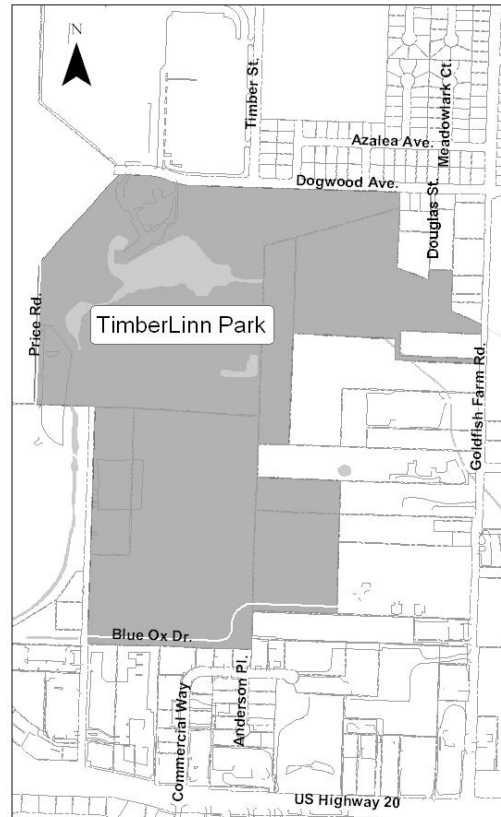 N
Timber St.
Meadowlark Ct.
Azalea Ave.
Dogwood Ave.
Douglas St.
Price Rd.
TimberLinn Park
Goldfish Farm Rd.
Blue Ox Dr.
Commercial Way
Anderson Pl.
US Highway 20